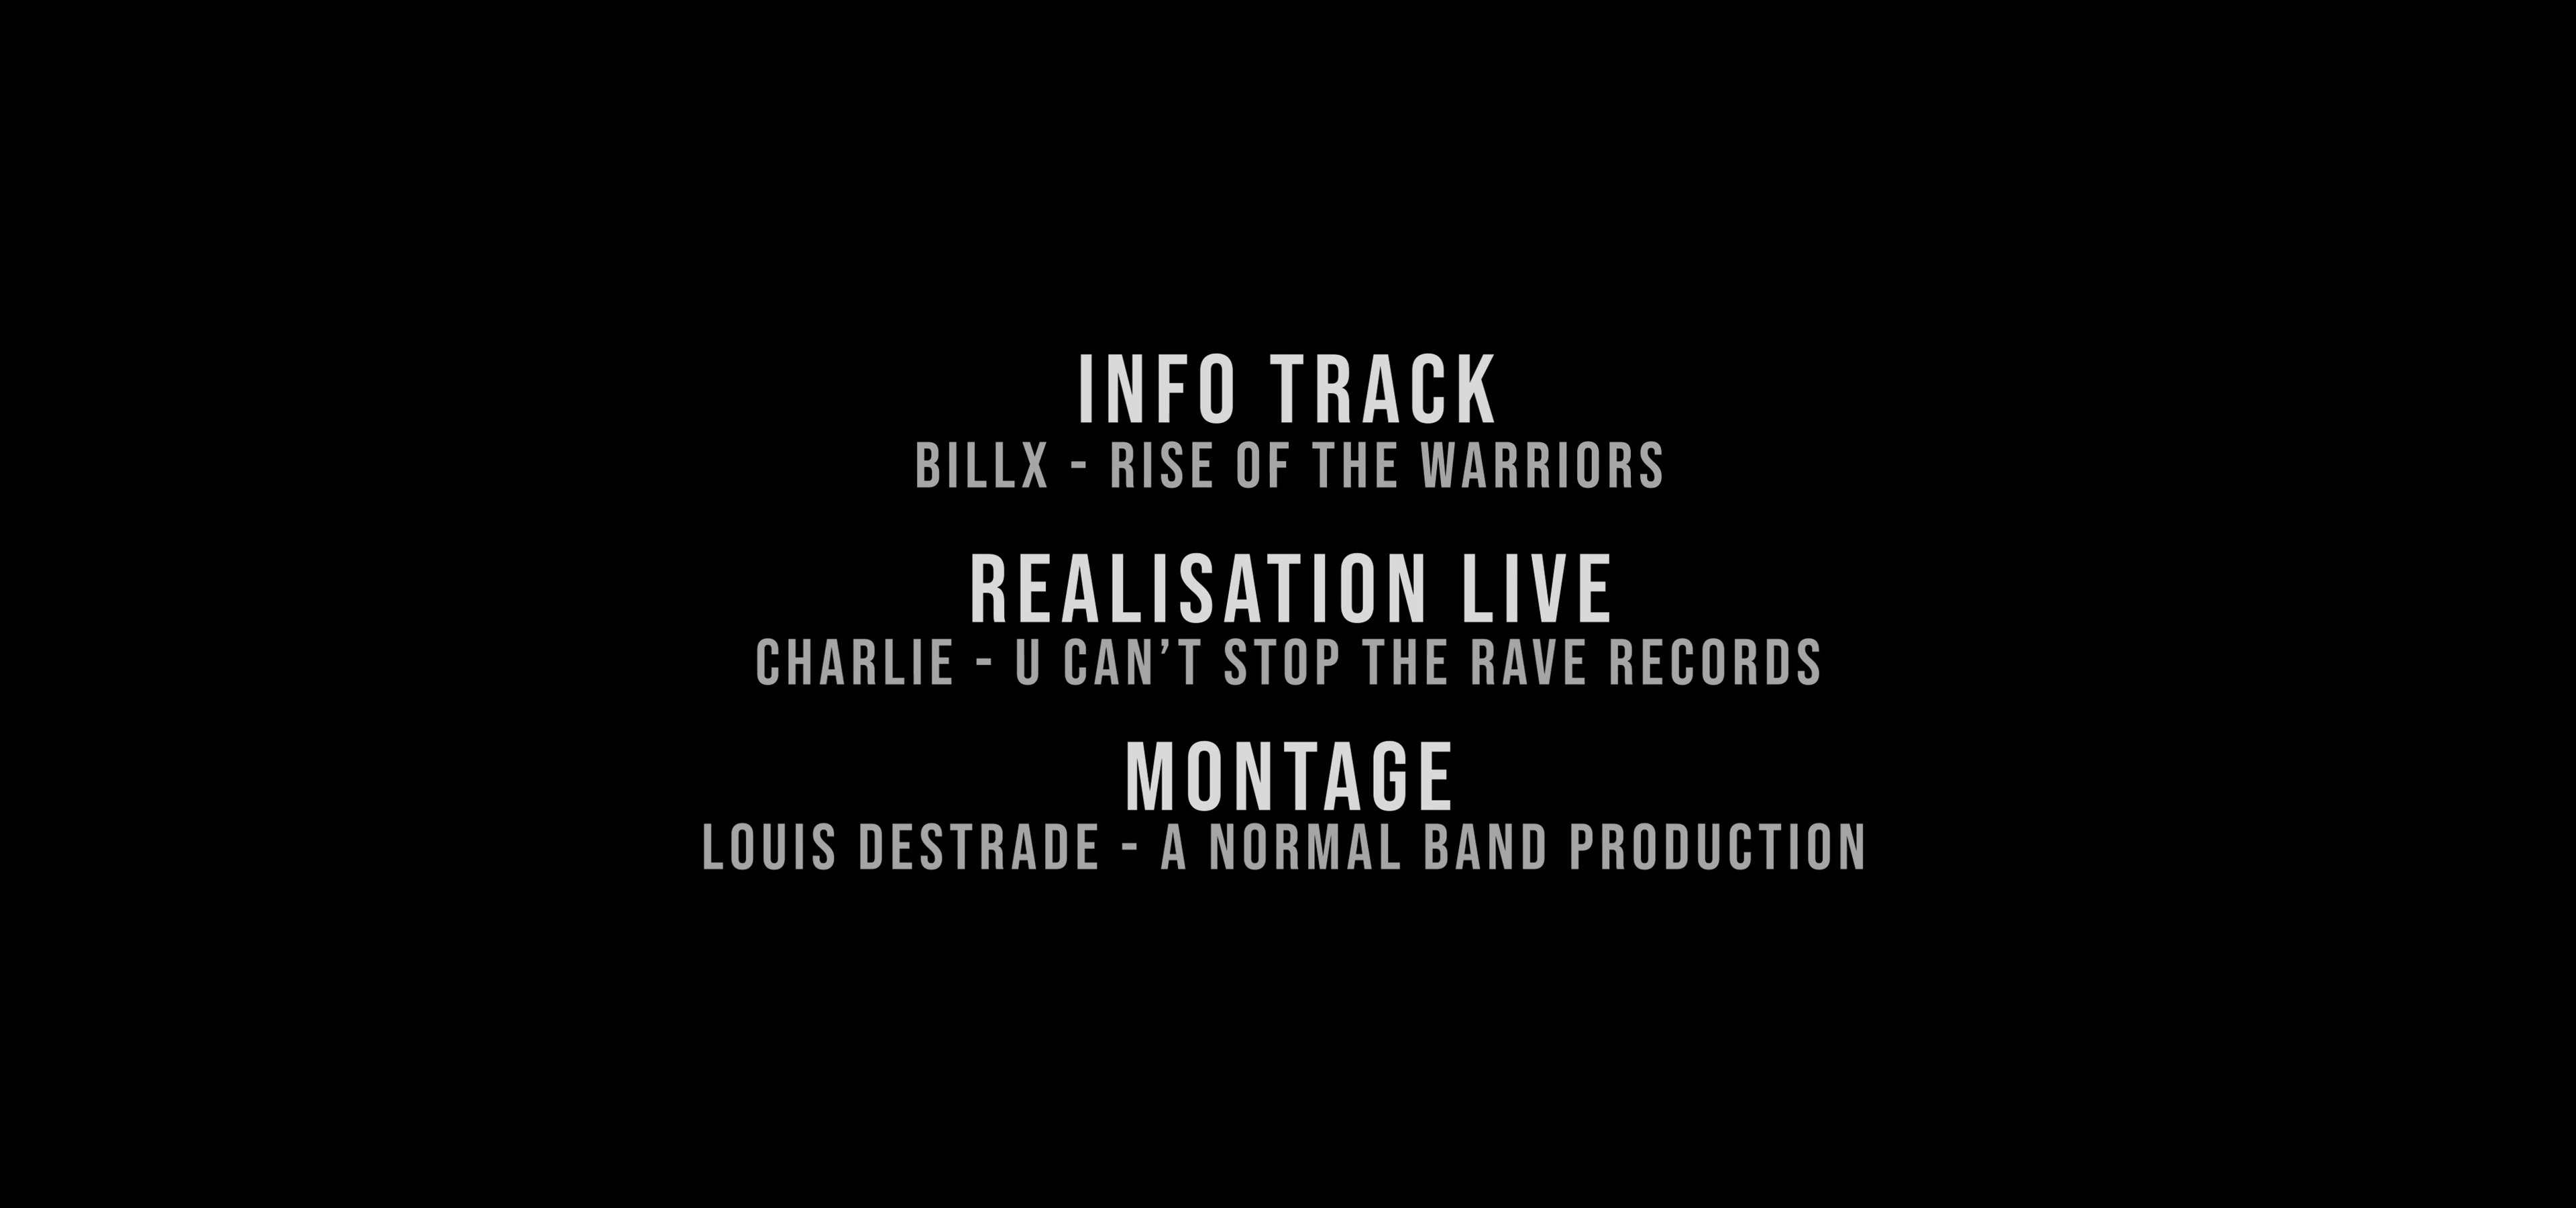 INFO TRACK
BILLX - RISE OF THE WARRIORS
REALISATION LIVE
CHARLIE - U CAN’T STOP THE RAVE RECORDS
MONTAGE
LOUIS DESTRADE - A NORMAL BAND PRODUCTION